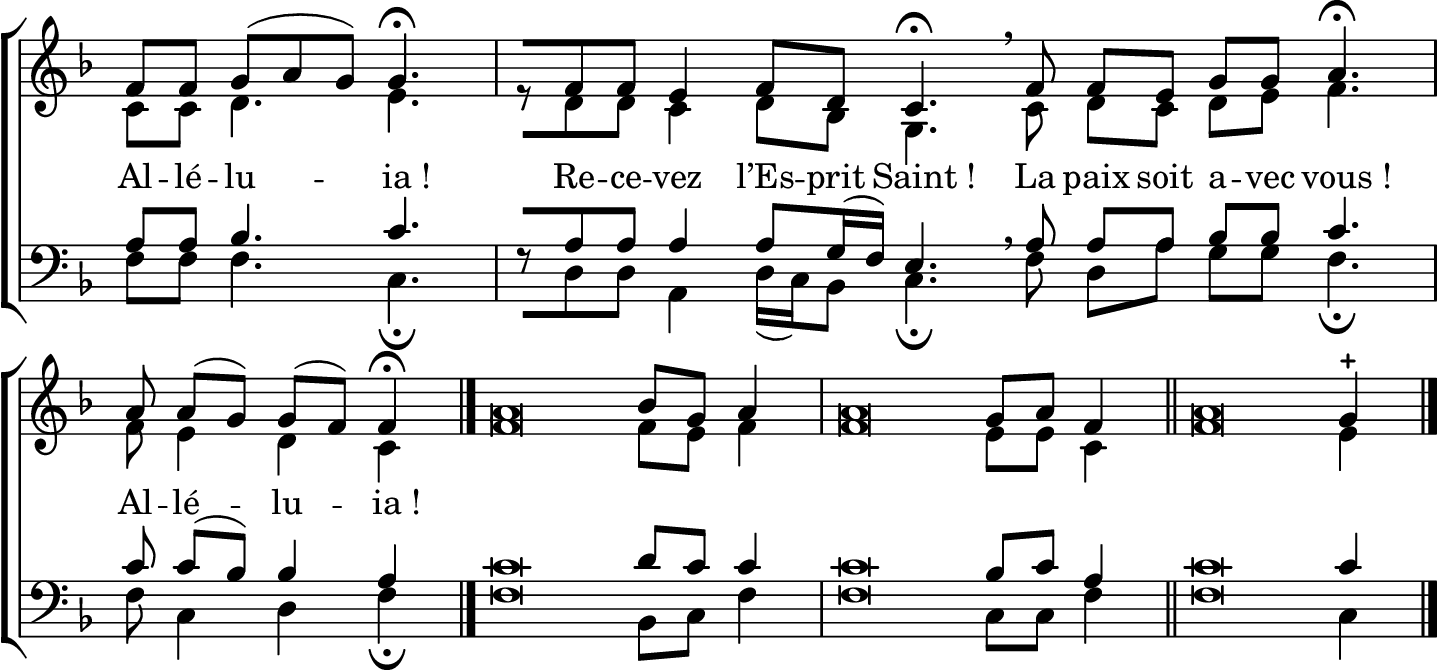 Al -- lé -- lu -- ia ! Re -- ce -- vez l’Es -- prit Saint ! La paix soit a -- vec vous !
Al -- lé -- lu -- ia !